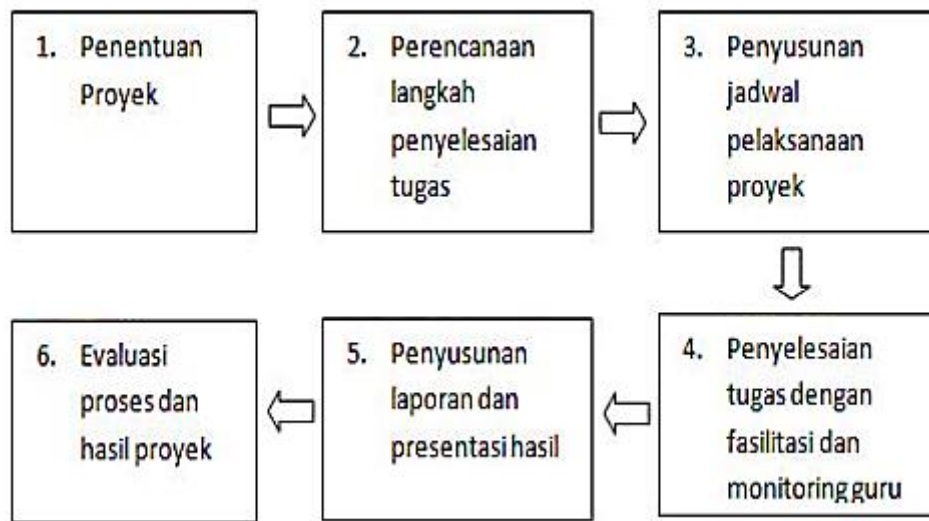 1. Penentuan
Proyek
2. Perencanaan
langkah
penyelesaian
tugas
3. Penyusunan
jadwal
pelaksanaan
proyek
4. Penyelesaian
tugas dengan
fasilitasi dan
monitoring guru
5. Penyusunan
laporan dan
presentasi hasil
6. Evaluasi
proses dan
hasil proyek